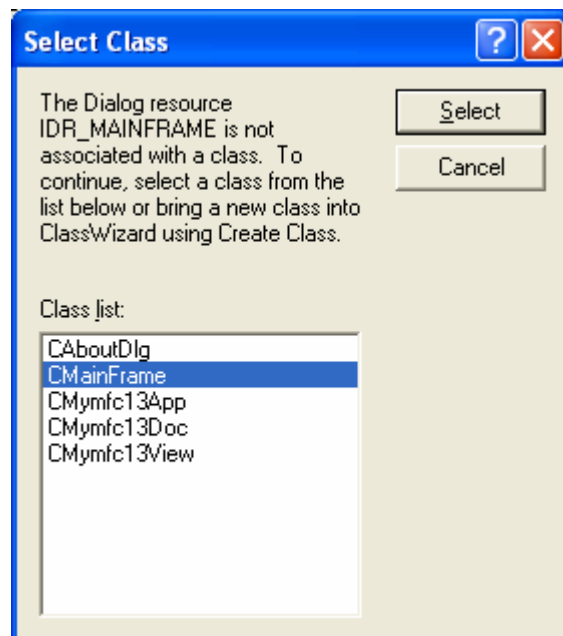 Select Class
The Dialog resource
IDR_MAINFRAME is not
associated with a class.  To
continue, select a class from the
list below or bring a new class into
ClassWizard using Create Class.
Select
Cancel
Class list:
CAboutDlg
CMainFrame
CMymfc13App
CMymfc13Doc
CMymfc13View